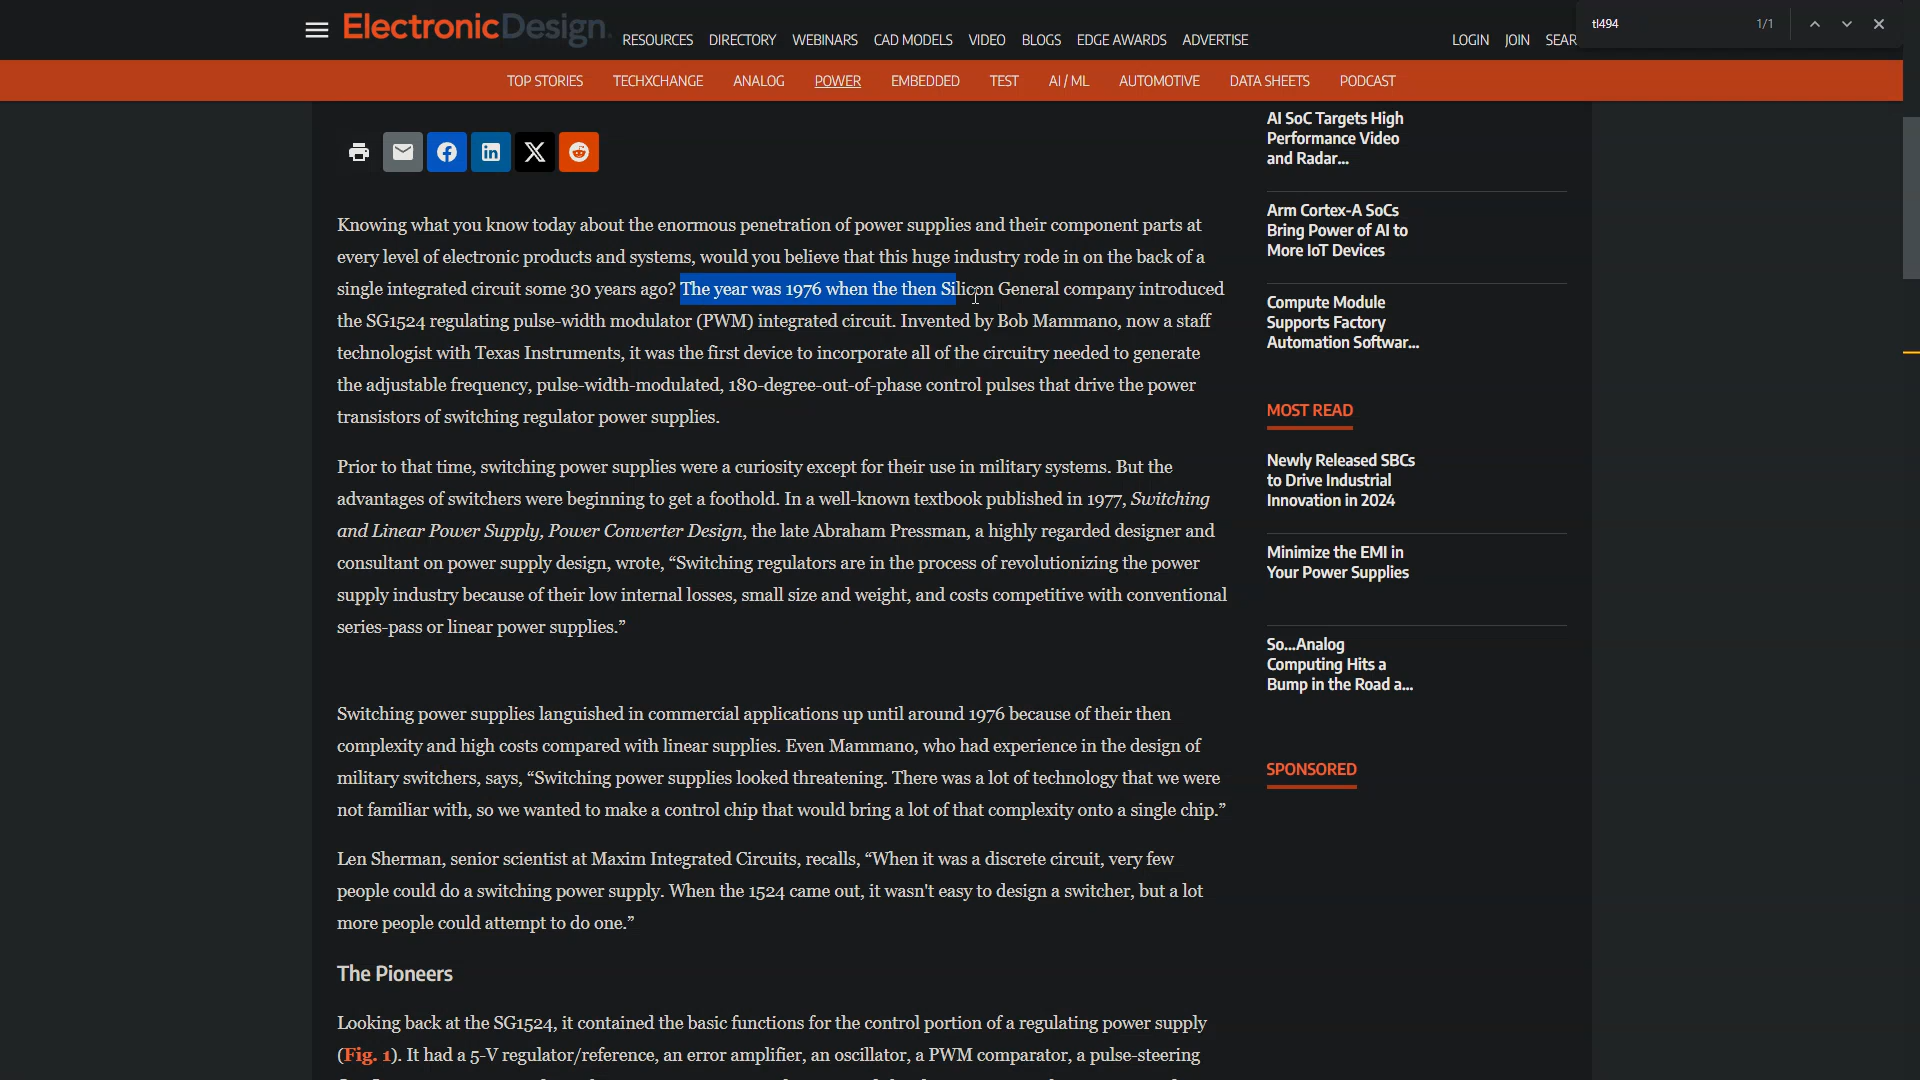 ElectronicDesign.
RESOURCES DIRECTORY WEBINARS CAD MODELS VIDEO BLOGS EDGE AWARDS ADVERTISE
LOGIN JOIN SEAR
tl494 1/1
TOP STORIES TECHXCHANGE ANALOG POWER EMBEDDED TEST AI / ML AUTOMOTIVE DATA SHEETS PODCAST
Knowing what you know today about the enormous penetration of power supplies and their component parts at
every level of electronic products and systems, would you believe that this huge industry rode in on the back of a
single integrated circuit some 30 years ago? The year was 1976 when the then Silicon General company introduced
the SG1524 regulating pulse-width modulator (PWM) integrated circuit. Invented by Bob Mammano, now a staff
technologist with Texas Instruments, it was the first device to incorporate all of the circuitry needed to generate
the adjustable frequency, pulse-width-modulated, 180-degree-out-of-phase control pulses that drive the power
transistors of switching regulator power supplies.
Prior to that time, switching power supplies were a curiosity except for their use in military systems. But the
advantages of switchers were beginning to get a foothold. In a well-known textbook published in 1977, Switching
and Linear Power Supply, Power Converter Design, the late Abraham Pressman, a highly regarded designer and
consultant on power supply design, wrote, “Switching regulators are in the process of revolutionizing the power
supply industry because of their low internal losses, small size and weight, and costs competitive with conventional
series-pass or linear power supplies.”
Switching power supplies languished in commercial applications up until around 1976 because of their then
complexity and high costs compared with linear supplies. Even Mammano, who had experience in the design of
military switchers, says, “Switching power supplies looked threatening. There was a lot of technology that we were
not familiar with, so we wanted to make a control chip that would bring a lot of that complexity onto a single chip.”
Len Sherman, senior scientist at Maxim Integrated Circuits, recalls, “When it was a discrete circuit, very few
people could do a switching power supply. When the 1524 came out, it wasn't easy to design a switcher, but a lot
more people could attempt to do one.”
The Pioneers
Looking back at the SG1524, it contained the basic functions for the control portion of a regulating power supply
(Fig. 1). It had a 5-V regulator/reference, an error amplifier, an oscillator, a PWM comparator, a pulse-steering
AI SoC Targets High
Performance Video
and Radar...
Arm Cortex-A SoCs
Bring Power of AI to
More IoT Devices
Compute Module
Supports Factory
Automation Softwar...
MOST READ
Newly Released SBCs
to Drive Industrial
Innovation in 2024
Minimize the EMI in
Your Power Supplies
So...Analog
Computing Hits a
Bump in the Road a...
SPONSORED